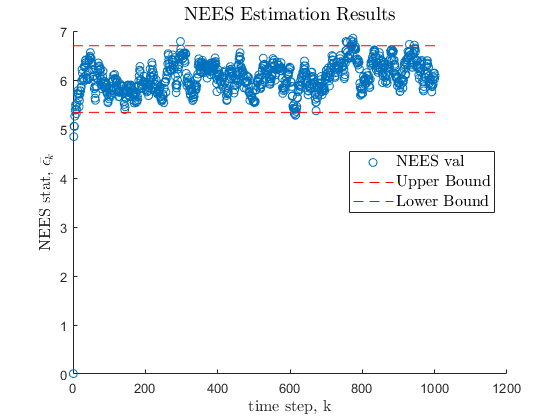 NEES Estimation Results
NEES stat, ε̄ₖ
7
6
5
4
3
2
1
0
NEES val
Upper Bound
Lower Bound
0 200 400 600 800 1000 1200
time step, k